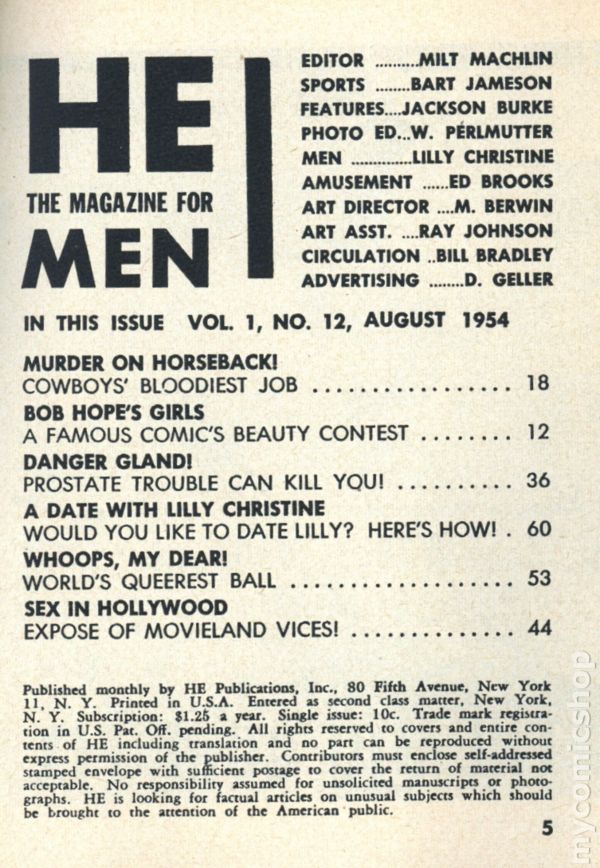 HE
THE MAGAZINE FOR
MEN
EDITOR ..........MILT MACHLIN
SPORTS ........BART JAMESON
FEATURES....JACKSON BURKE
PHOTO ED...W. PERLMUTTER
MEN ..............LILLY CHRISTINE
AMUSEMENT ......ED BROOKS
ART DIRECTOR ....M. BERWIN
ART ASST. ....RAY JOHNSON
CIRCULATION ..BILL BRADLEY
ADVERTISING ........D. GELLER
IN THIS ISSUE VOL. 1, NO. 12, AUGUST 1954
MURDER ON HORSEBACK!
COWBOYS' BLOODIEST JOB ................. 18
BOB HOPE'S GIRLS
A FAMOUS COMIC'S BEAUTY CONTEST ........ 12
DANGER GLAND!
PROSTATE TROUBLE CAN KILL YOU! .......... 36
A DATE WITH LILLY CHRISTINE
WOULD YOU LIKE TO DATE LILLY? HERE'S HOW! . 60
WHOOPS, MY DEAR!
WORLD'S QUEEREST BALL ................... 53
SEX IN HOLLYWOOD
EXPOSE OF MOVIELAND VICES! .............. 44
Published monthly by HE Publications, Inc., 80 Fifth Avenue, New York
11, N. Y. Printed in U.S.A. Entered as second class matter, New York,
N. Y. Subscription: $1.25 a year. Single issue: 10c. Trade mark registra-
tion in U.S. Pat. Off. pending. All rights reserved to covers and entire con-
tents of HE including translation and no part can be reproduced without
express permission of the publisher. Contributors must enclose self-addressed
stamped envelope with sufficient postage to cover the return of material not
acceptable. No responsibility assumed for unsolicited manuscripts or photo-
graphs. HE is looking for factual articles on unusual subjects which should
be brought to the attention of the American public.
5
mycomicshop